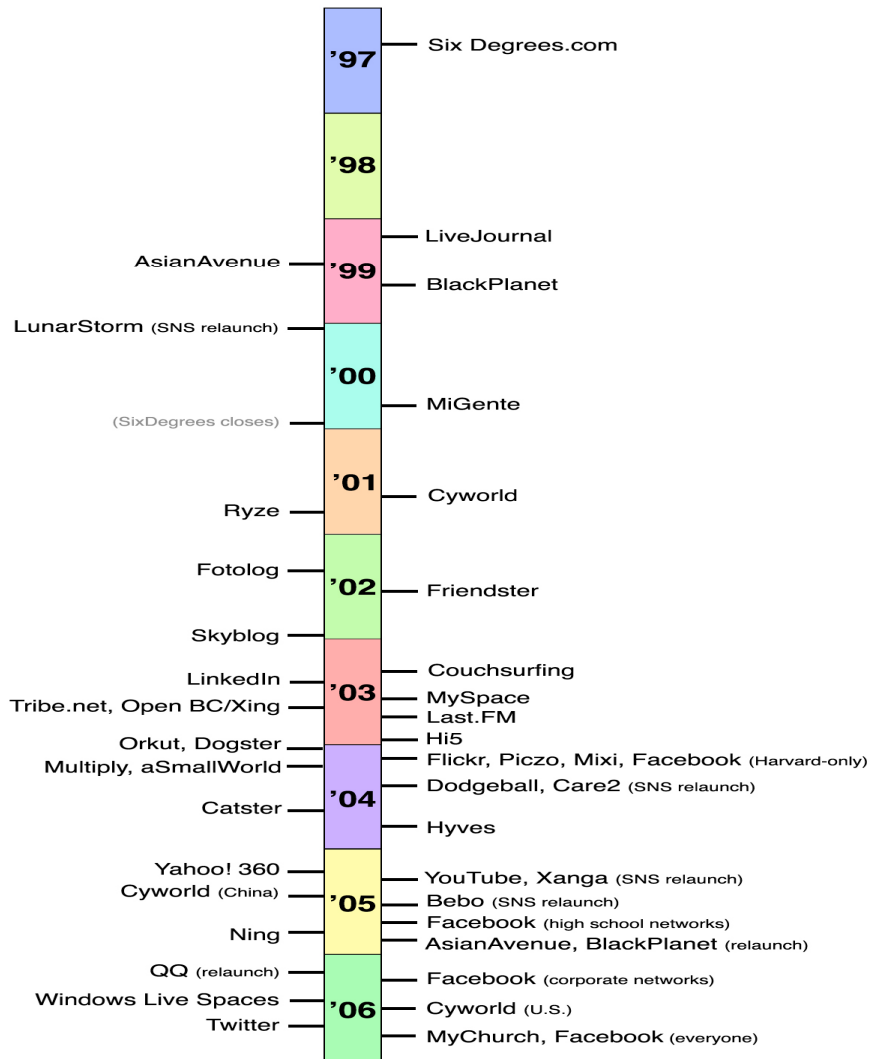 '97
Six Degrees.com
'98
LiveJournal
AsianAvenue
'99
BlackPlanet
LunarStorm (SNS relaunch)
'00
MiGente
(SixDegrees closes)
'01
Cyworld
Ryze
Fotolog
'02
Friendster
Skyblog
Couchsurfing
LinkedIn
'03
MySpace
Tribe.net, Open BC/Xing
Last.FM
Hi5
Orkut, Dogster
Flickr, Piczo, Mixi, Facebook (Harvard-only)
Multiply, aSmallWorld
Dodgeball, Care2 (SNS relaunch)
'04
Catster
Hyves
Yahoo! 360
YouTube, Xanga (SNS relaunch)
Cyworld (China)
'05
Bebo (SNS relaunch)
Facebook (high school networks)
Ning
AsianAvenue, BlackPlanet (relaunch)
QQ (relaunch)
Facebook (corporate networks)
Windows Live Spaces
'06
Cyworld (U.S.)
Twitter
MyChurch, Facebook (everyone)